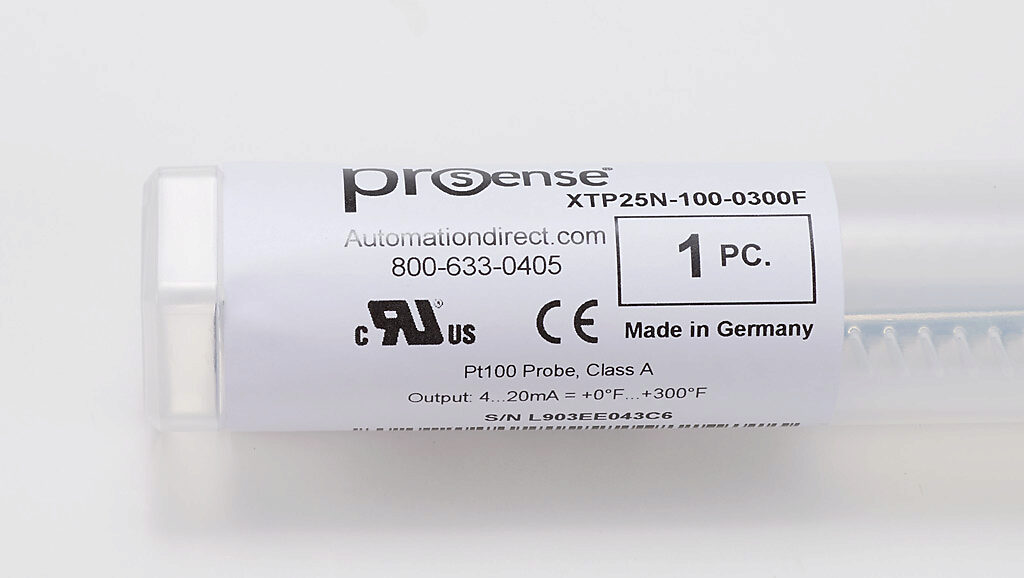 prosense®
XTP25N-100-0300F
Automationdirect.com
800-633-0405
1 PC.
c RU US
CE
Made in Germany
Pt100 Probe, Class A
Output: 4...20mA = +0°F...+300°F
S/N L903EE043C6